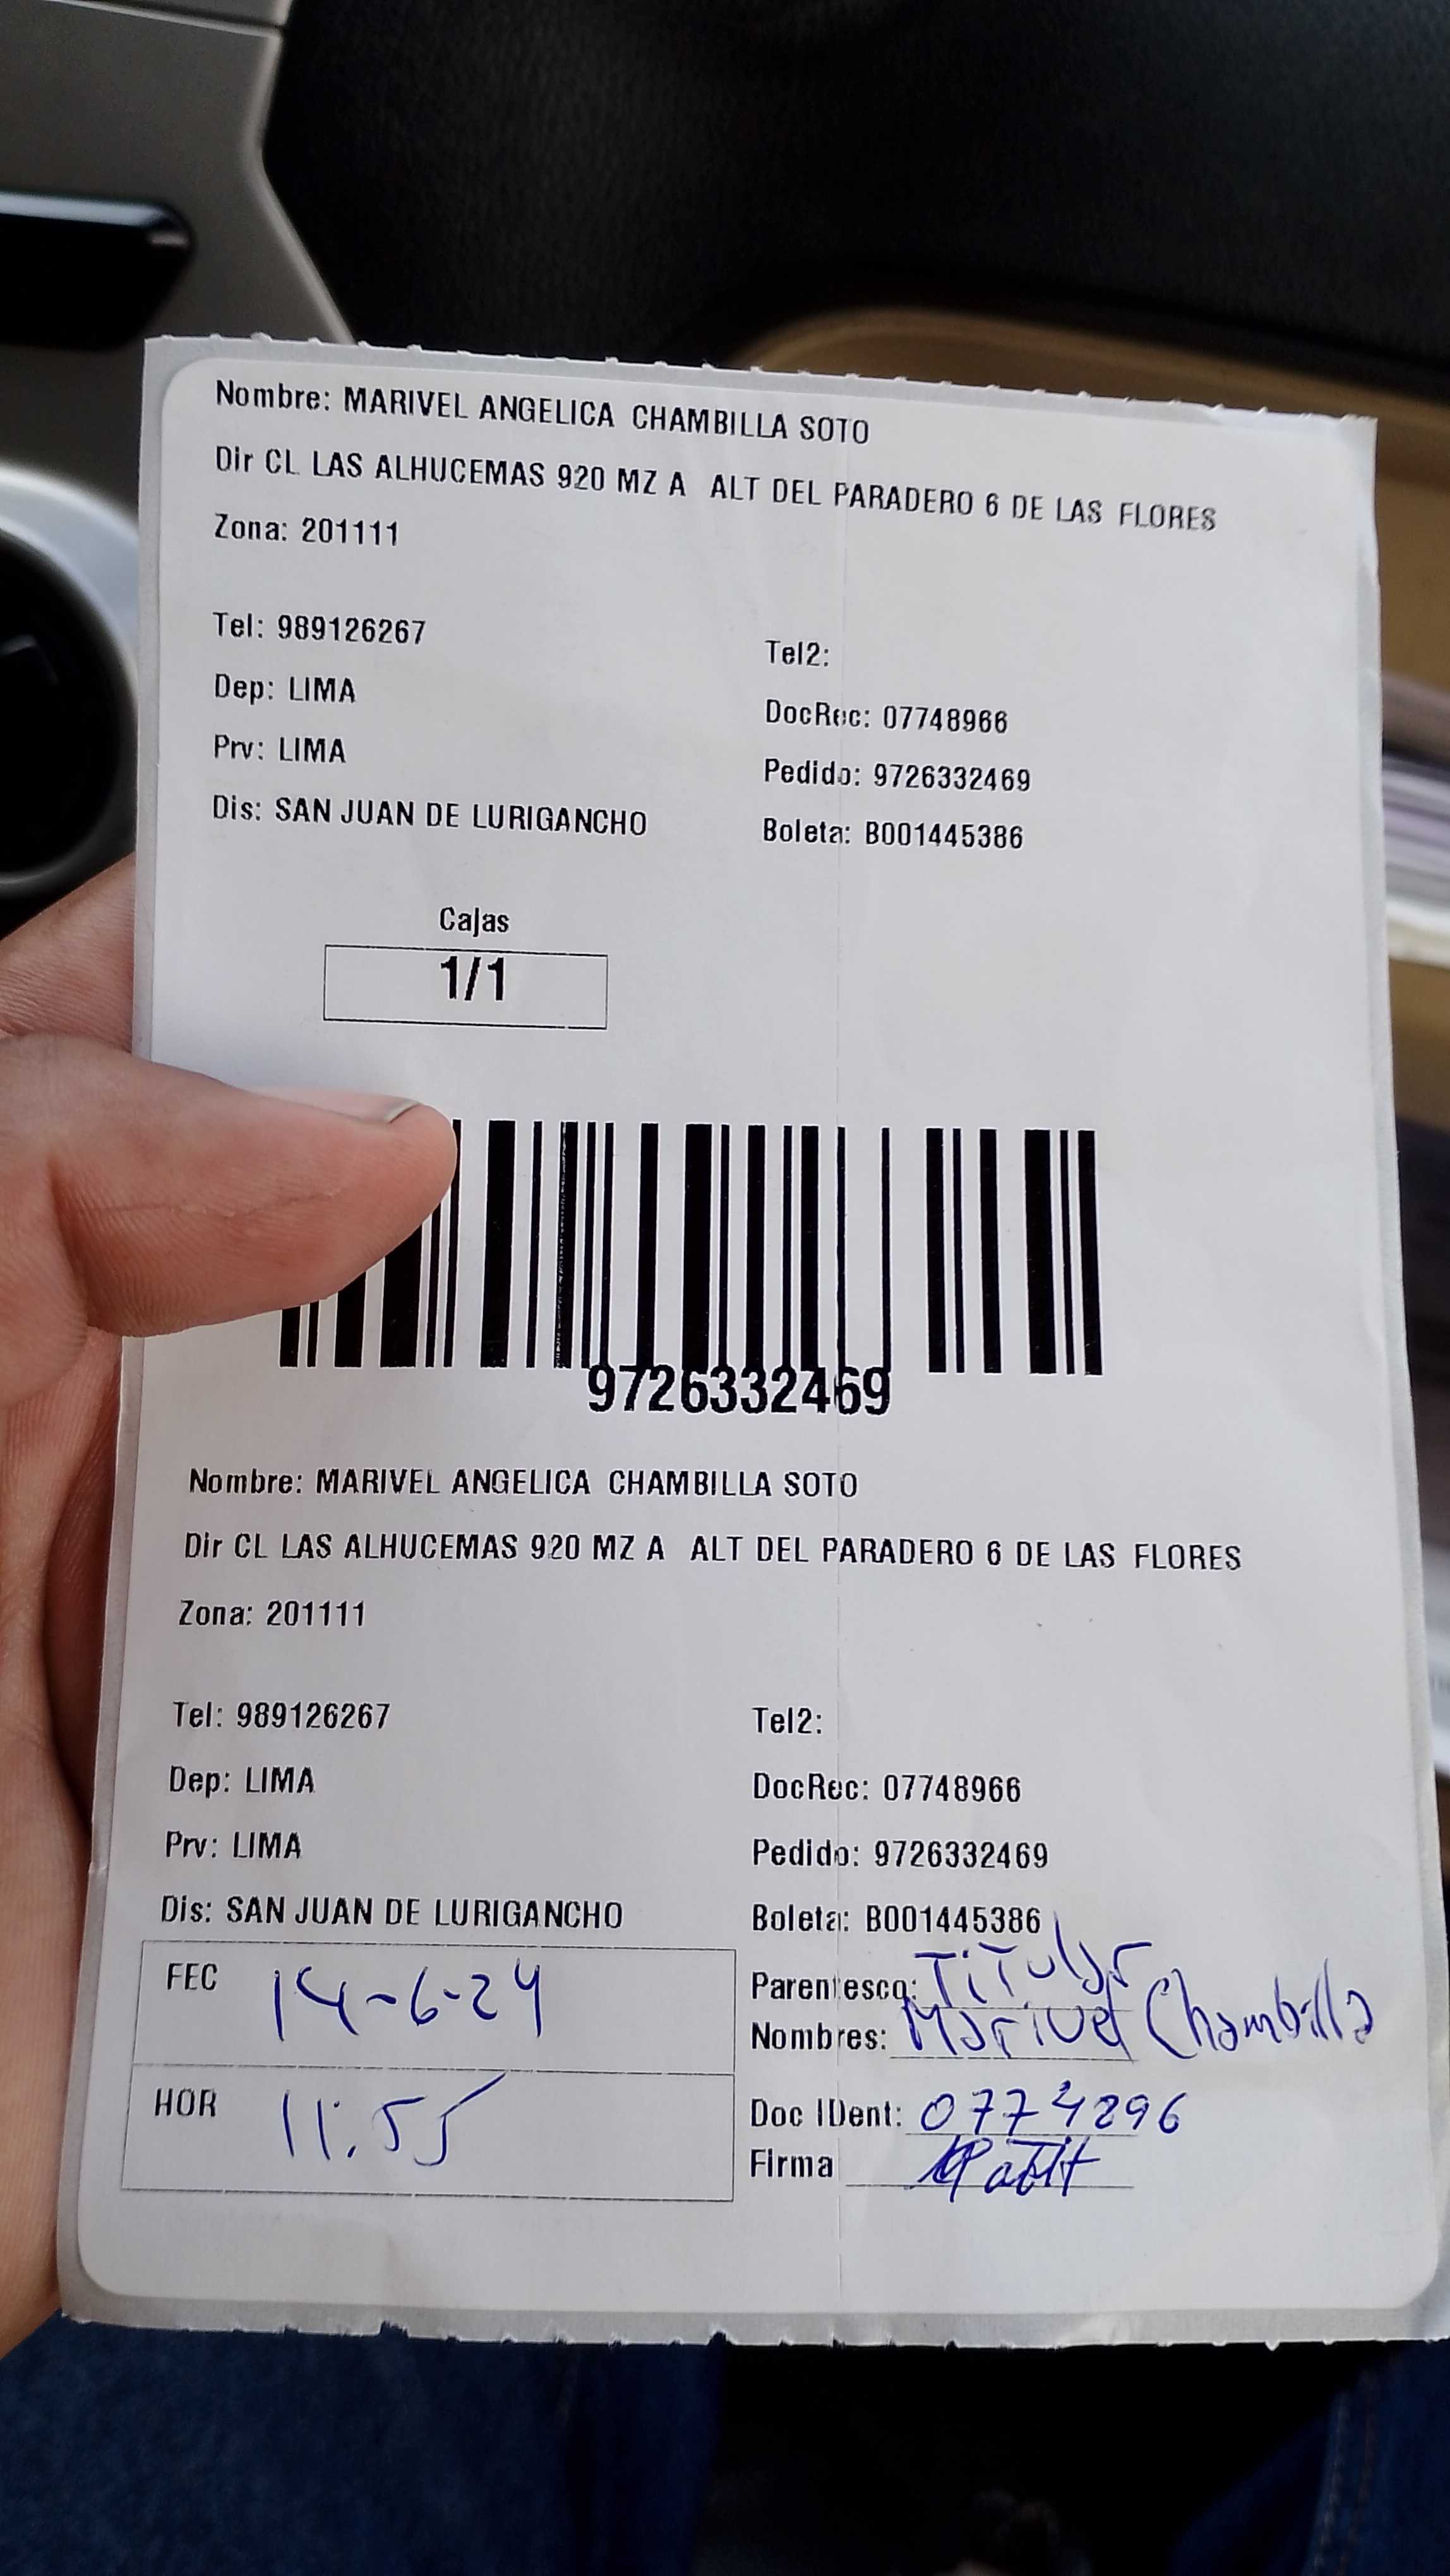 Nombre: MARIVEL ANGELICA CHAMBILLA SOTO
Dir CL LAS ALHUCEMAS 920 MZ A ALT DEL PARADERO 6 DE LAS FLORES
Zona: 201111
Tel: 989126267
Tel2:
Dep: LIMA
DocRec: 07748966
Prv: LIMA
Pedido: 9726332469
Dis: SAN JUAN DE LURIGANCHO
Boleta: B001445386
Cajas
1/1
9726332469
Nombre: MARIVEL ANGELICA CHAMBILLA SOTO
Dir CL LAS ALHUCEMAS 920 MZ A ALT DEL PARADERO 6 DE LAS FLORES
Zona: 201111
Tel: 989126267
Tel2:
Dep: LIMA
DocRec: 07748966
Prv: LIMA
Pedido: 9726332469
Dis: SAN JUAN DE LURIGANCHO
Boleta: B001445386
FEC 14-6-24
Parentesco: Titular
Nombres: Marivel Chambilla
HOR 11:55
Doc IDent: 0774296
Firma